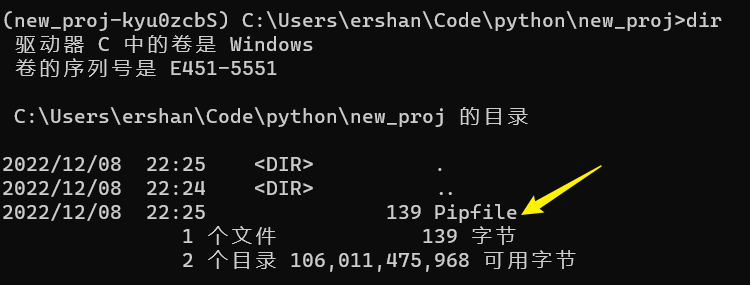 (new_proj-kyu0zcbS) C:\Users\ershan\Code\python\new_proj>dir
驱动器 C 中的卷是 Windows
卷的序列号是 E451-5551
C:\Users\ershan\Code\python\new_proj 的目录
2022/12/08  22:25    <DIR>          .
2022/12/08  22:24    <DIR>          ..
2022/12/08  22:25               139 Pipfile
1 个文件            139 字节
2 个目录 106,011,475,968 可用字节